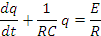 dq/dt + 1/RC q = E/R